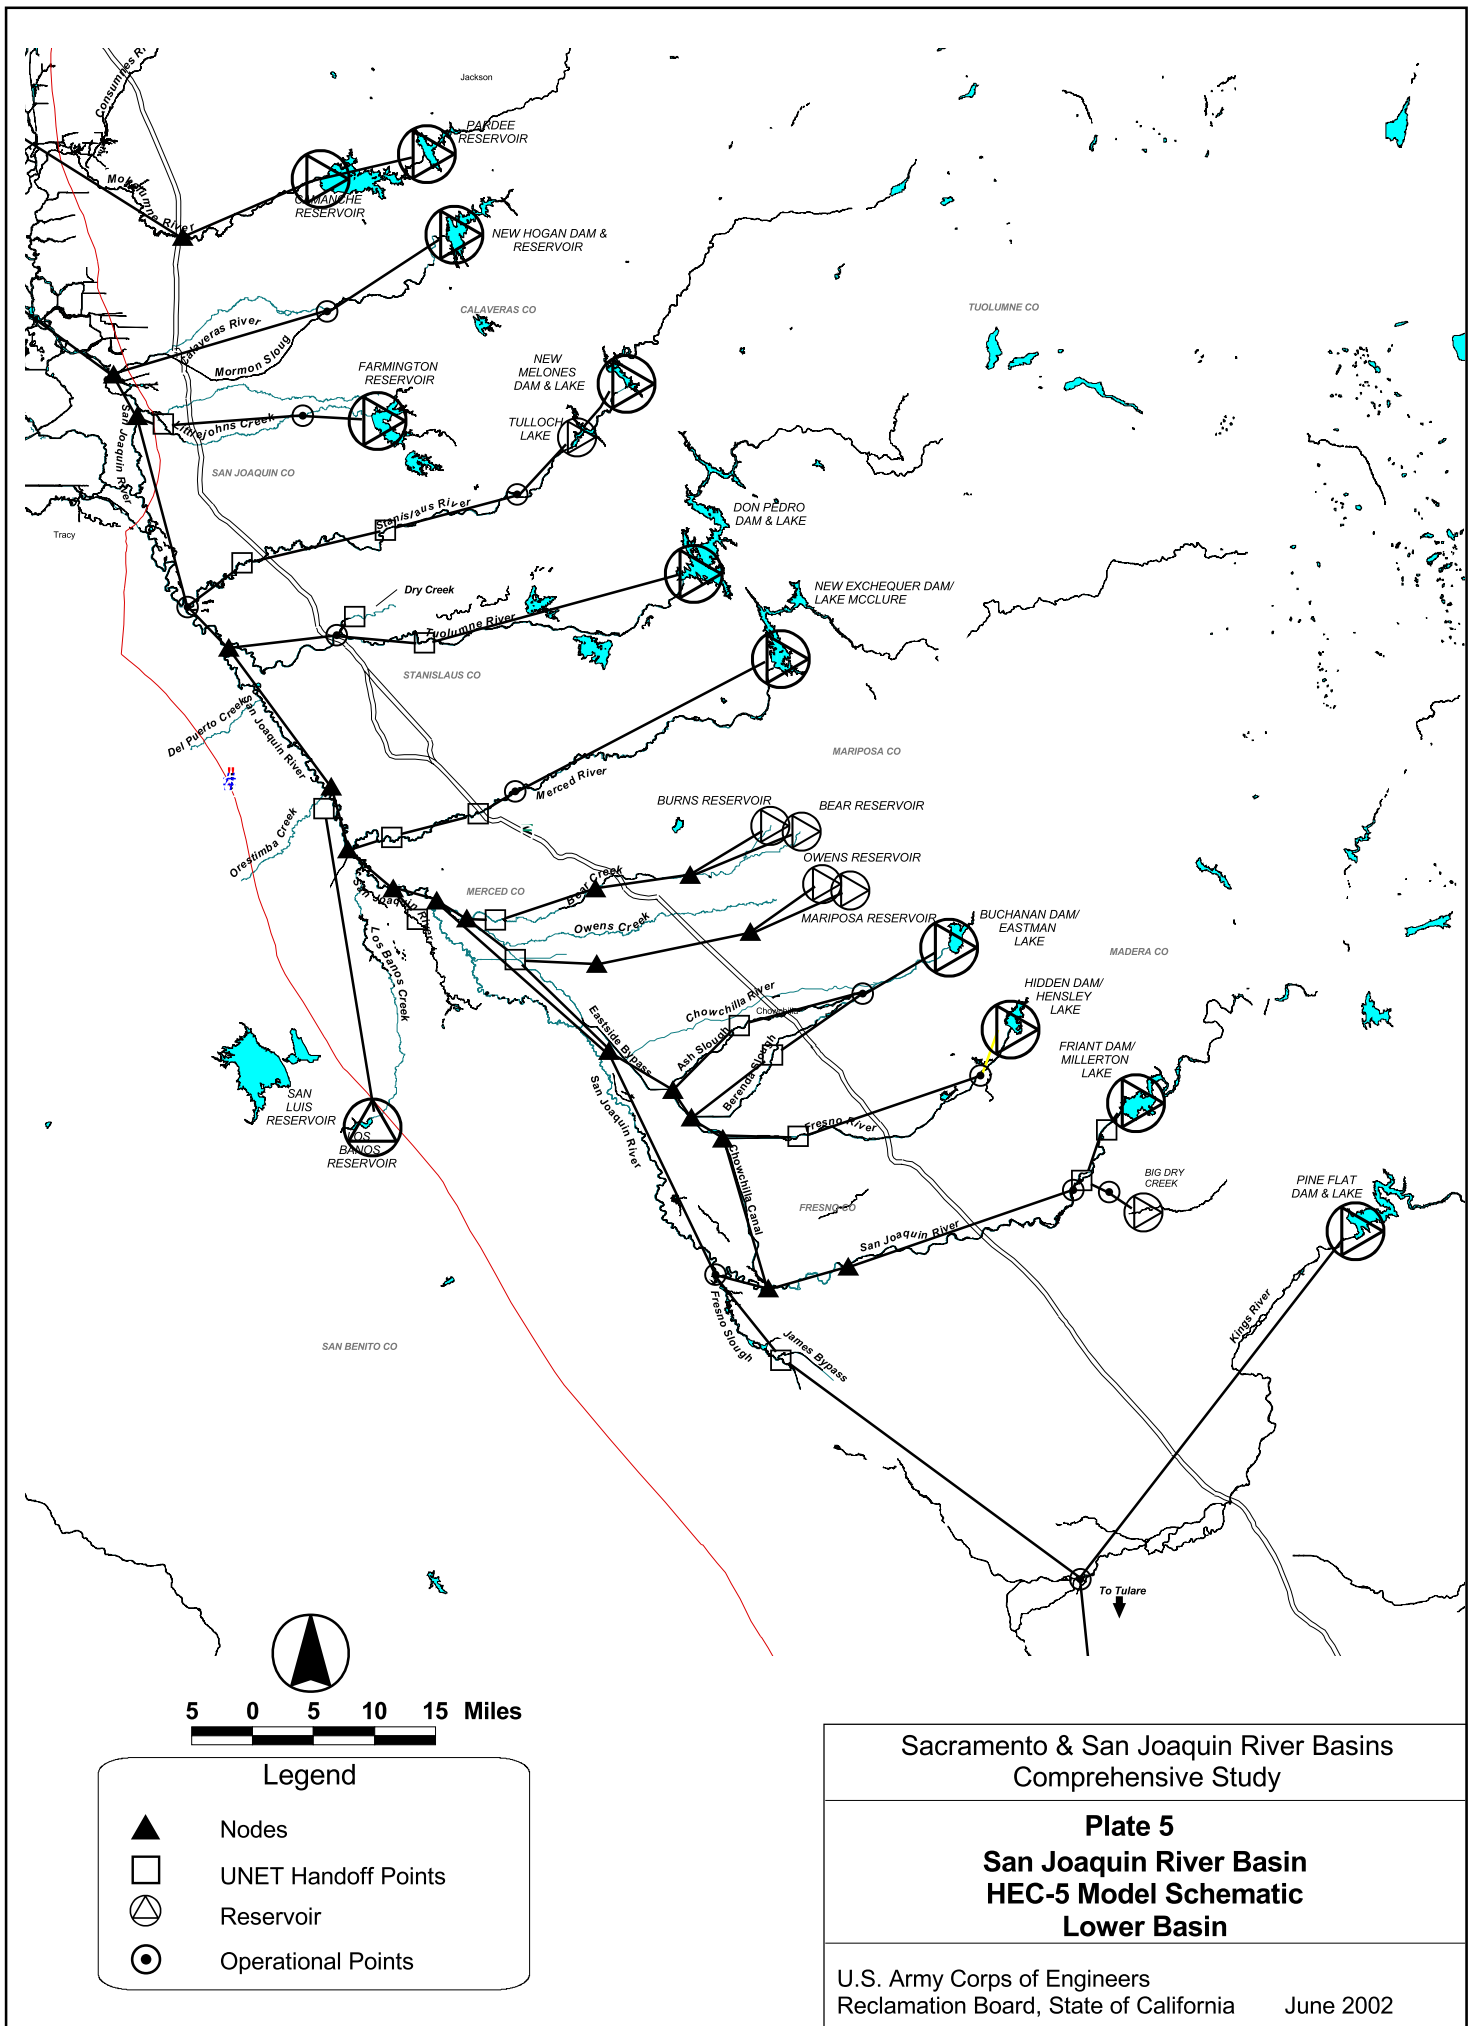 Consumnes Ri
Jackson
PARDEE
RESERVOIR
Mokelumne River
CAMANCHE
RESERVOIR
NEW HOGAN DAM &
RESERVOIR
CALAVERAS CO
TUOLUMNE CO
Calaveras River
Mormon Sloug
FARMINGTON
RESERVOIR
NEW
MELONES
DAM & LAKE
TULLOCH
LAKE
Littlejohns Creek
San Joaquin River
SAN JOAQUIN CO
Stanislaus River
Tracy
DON PEDRO
DAM & LAKE
Dry Creek
NEW EXCHEQUER DAM/
LAKE MCCLURE
Tuolumne River
STANISLAUS CO
Del Puerto Creek
San Joaquin River
MARIPOSA CO
Merced River
BURNS RESERVOIR
BEAR RESERVOIR
Orestimba Creek
OWENS RESERVOIR
Bear Creek
MERCED CO
San Joaquin River
Owens Creek
MARIPOSA RESERVOIR
BUCHANAN DAM/
EASTMAN
LAKE
Los Banos Creek
MADERA CO
HIDDEN DAM/
HENSLEY
LAKE
Chowchilla River
Chowchilla
Eastside Bypass
Ash Slough
Berenda Slough
FRIANT DAM/
MILLERTON
LAKE
SAN
LUIS
RESERVOIR
San Joaquin River
Fresno River
LOS
BANOS
RESERVOIR
Chowchilla Canal
BIG DRY
CREEK
PINE FLAT
DAM & LAKE
FRESNO CO
San Joaquin River
Fresno Slough
James Bypass
Kings River
SAN BENITO CO
To Tulare
5 0 5 10 15 Miles
Legend
Nodes
UNET Handoff Points
Reservoir
Operational Points
Sacramento & San Joaquin River Basins
Comprehensive Study
Plate 5
San Joaquin River Basin
HEC-5 Model Schematic
Lower Basin
U.S. Army Corps of Engineers
Reclamation Board, State of California June 2002